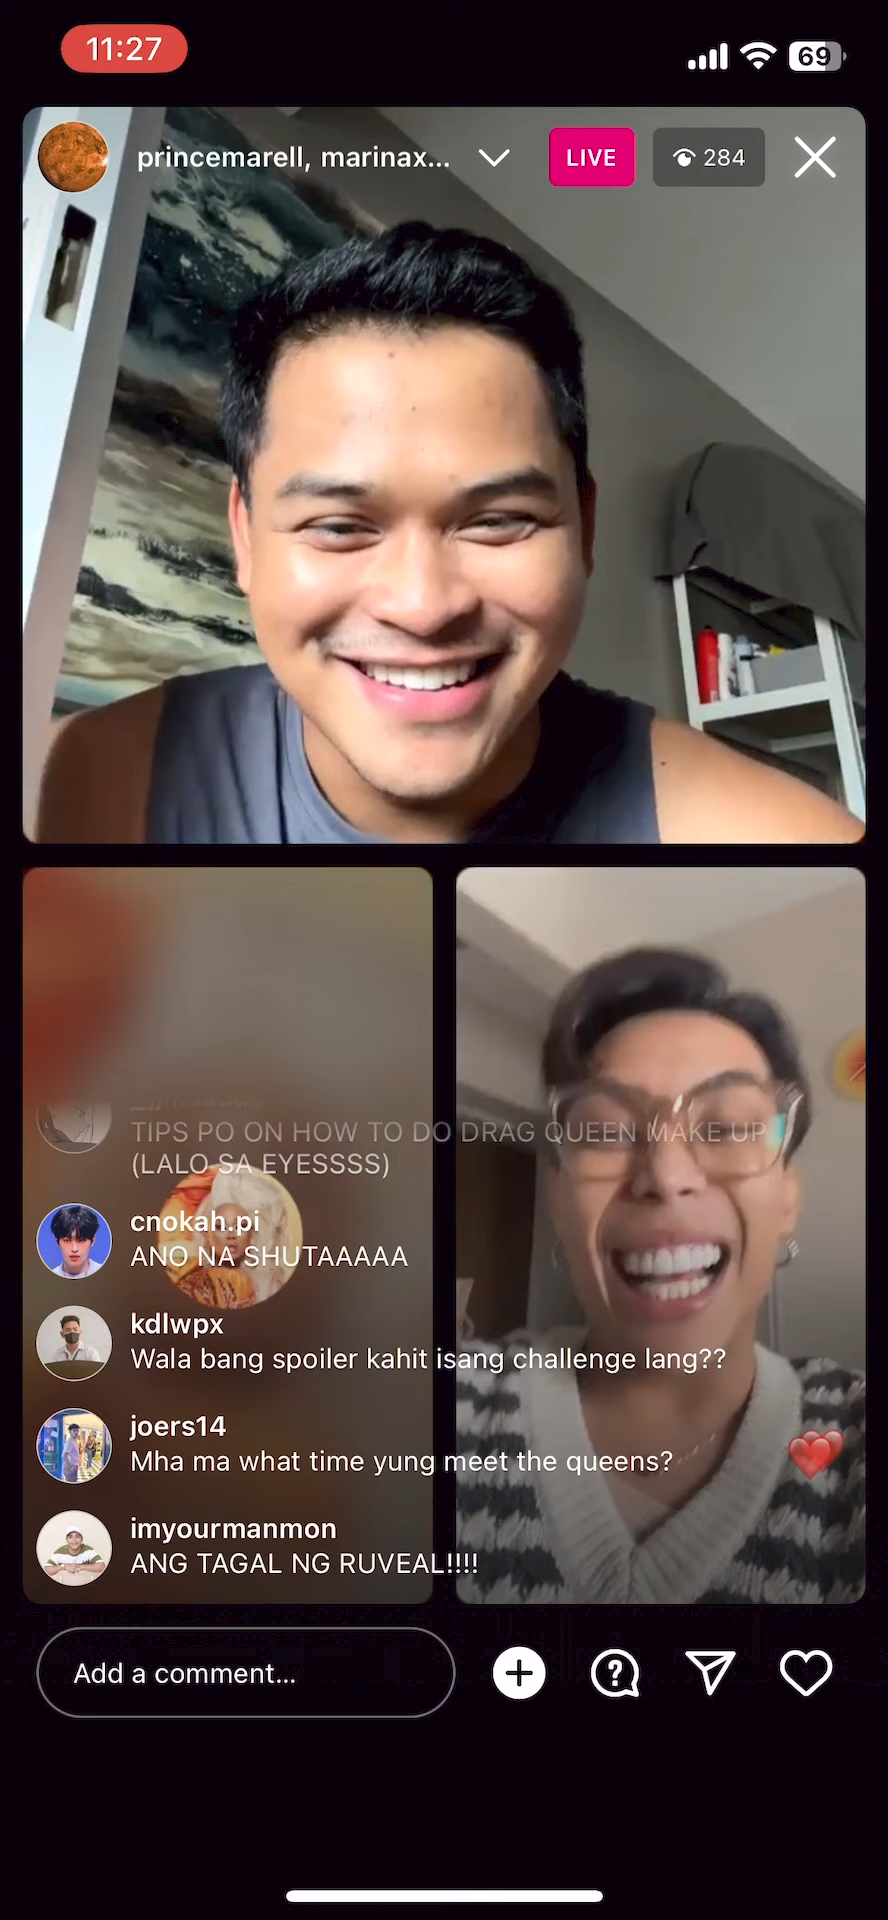 11:27
69
princemarell, marinax...
LIVE
284
TIPS PO ON HOW TO DO DRAG QUEEN MAKE UP
(LALO SA EYESSSS)
cnokah.pi
ANO NA SHUTAAAAA
kdlwpx
Wala bang spoiler kahit isang challenge lang??
joers14
Mha ma what time yung meet the queens?
imyourmanmon
ANG TAGAL NG RUVEAL!!!!
Add a comment...